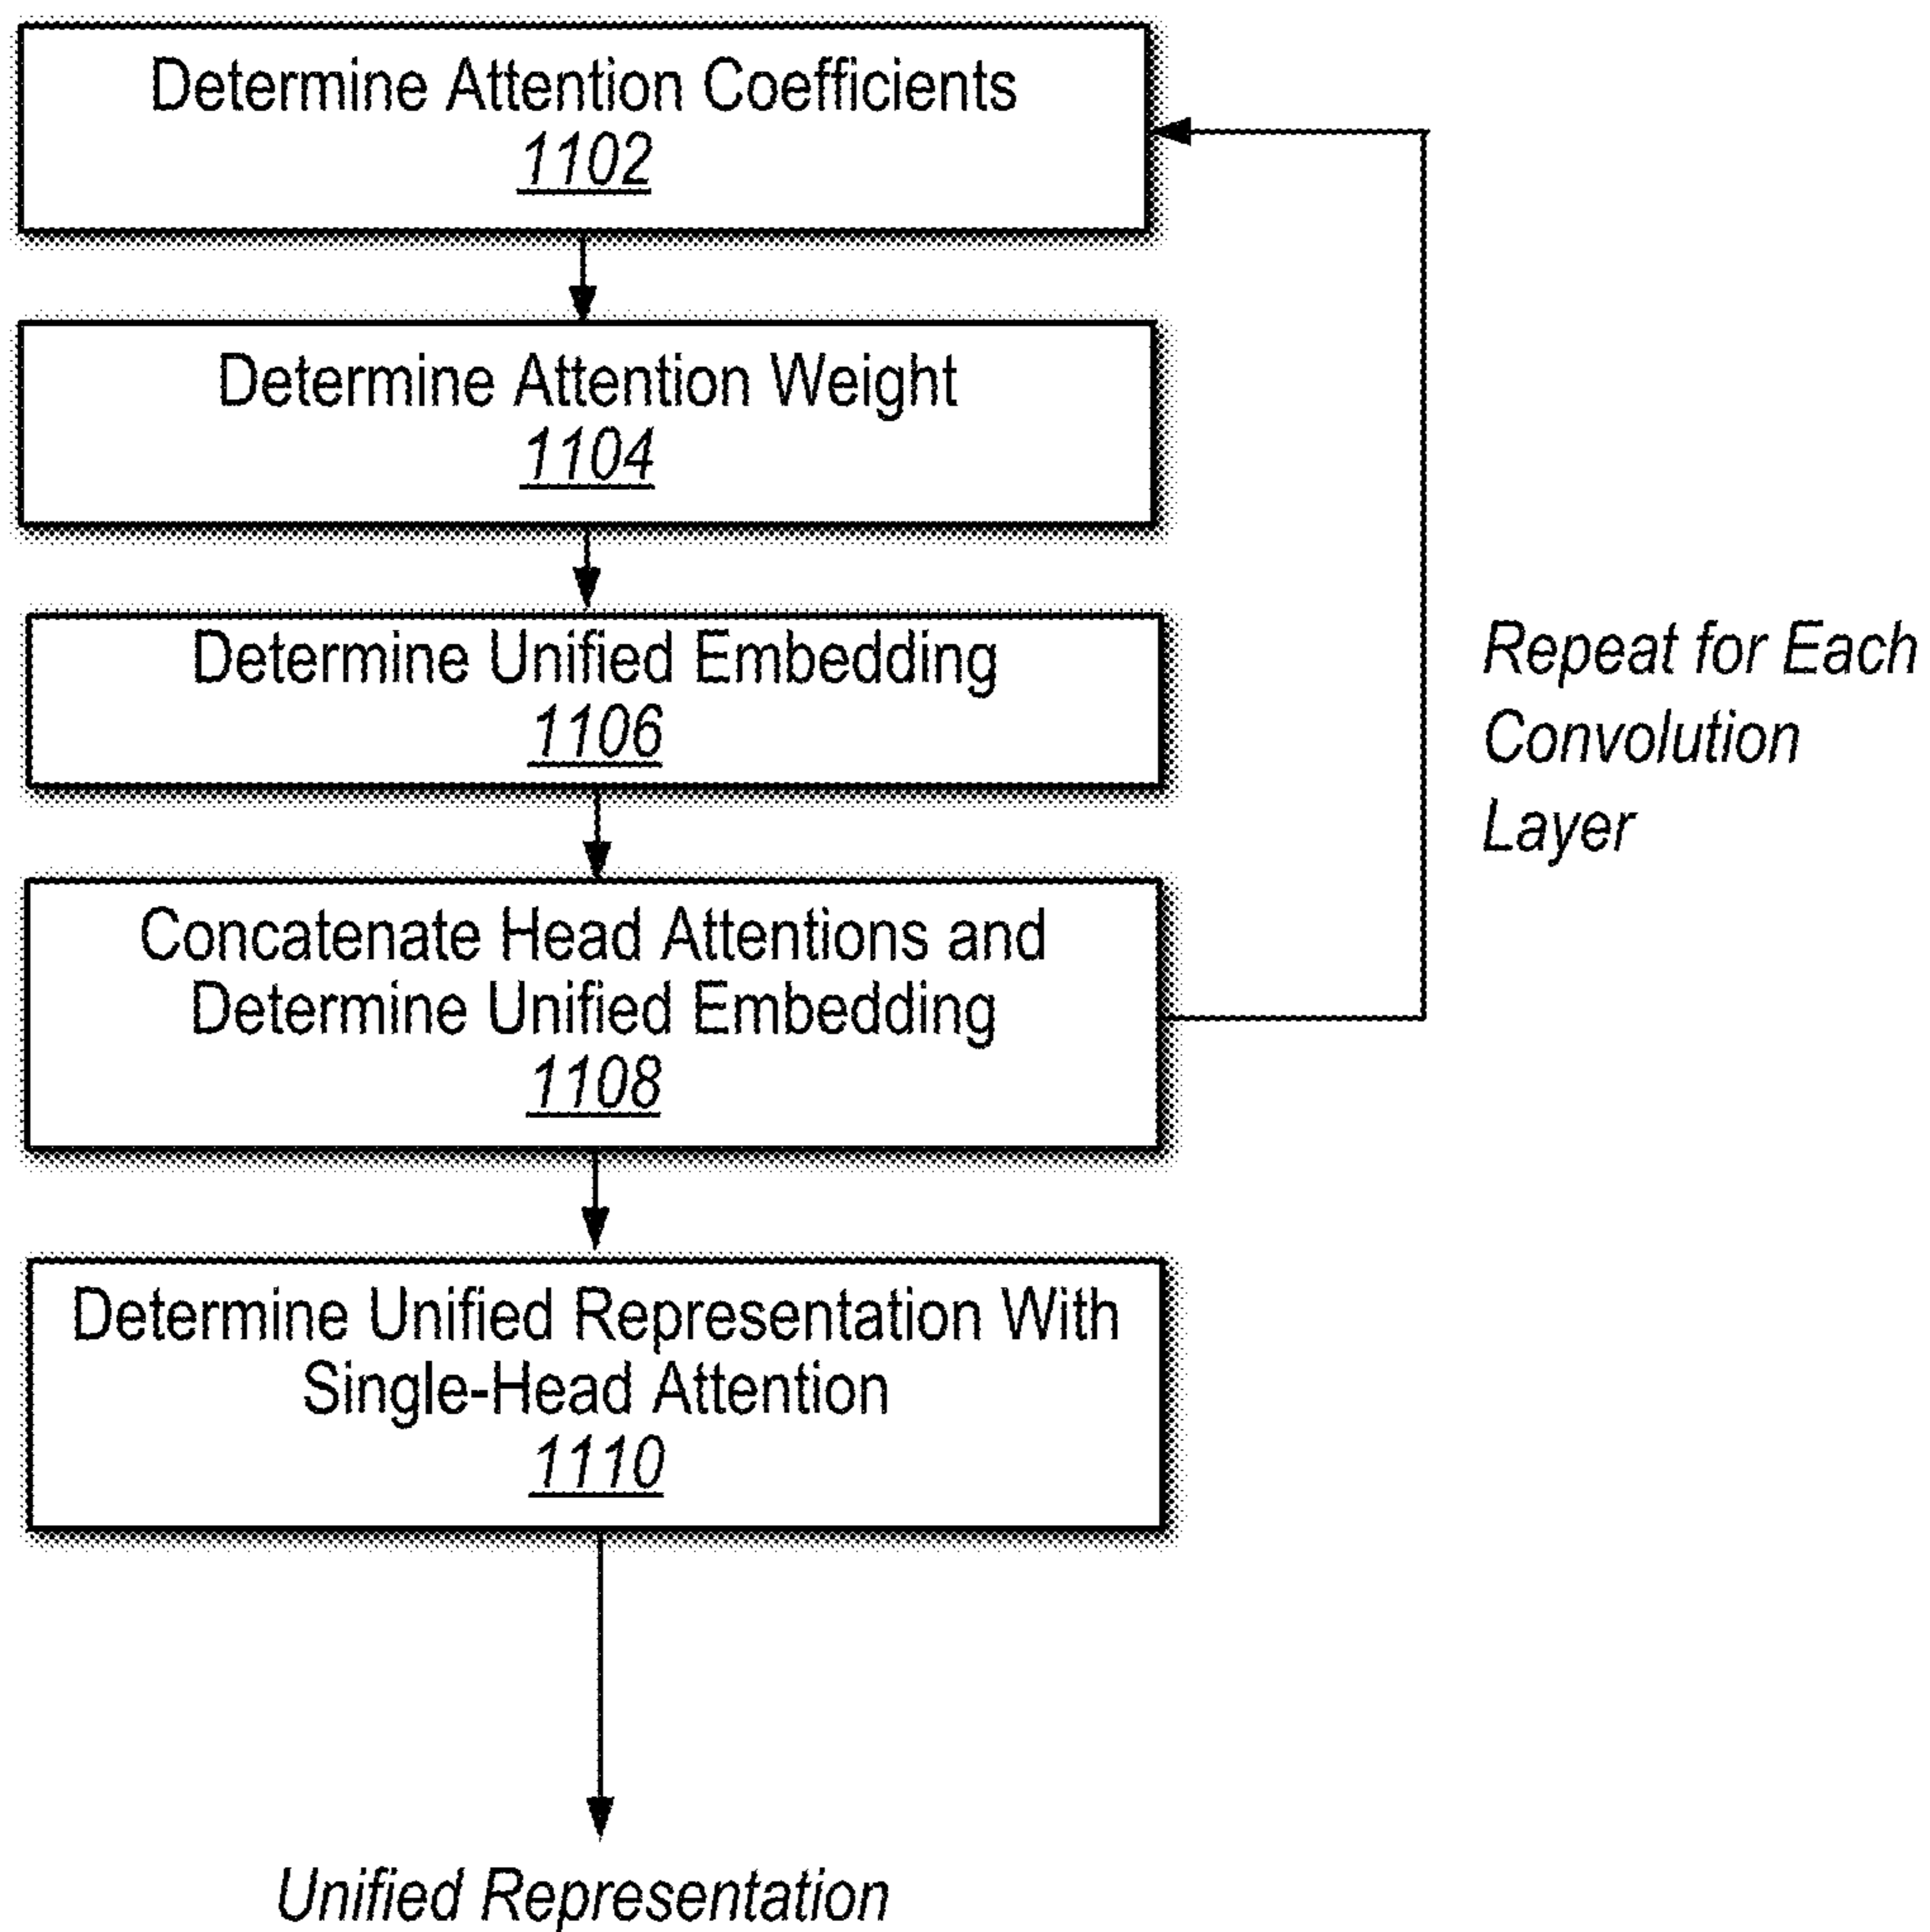 Determine Attention Coefficients
1102
Determine Attention Weight
1104
Determine Unified Embedding
1106
Repeat for Each
Convolution
Layer
Concatenate Head Attentions and
Determine Unified Embedding
1108
Determine Unified Representation With
Single-Head Attention
1110
Unified Representation